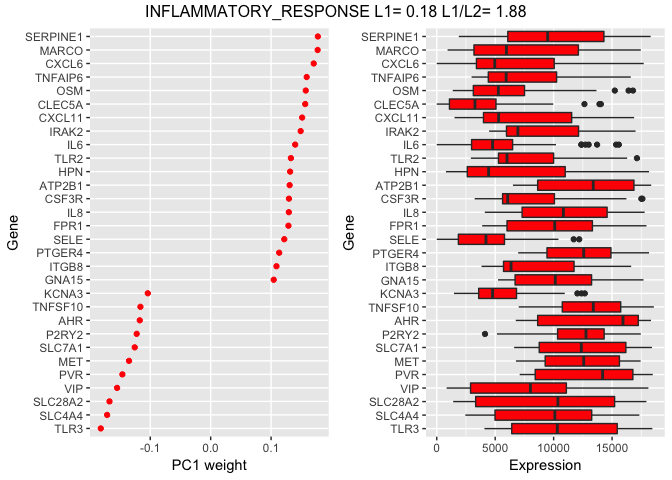 INFLAMMATORY_RESPONSE L1= 0.18 L1/L2= 1.88
Gene
SERPINE1
MARCO
CXCL6
TNFAIP6
OSM
CLEC5A
CXCL11
IRAK2
IL6
TLR2
HPN
ATP2B1
CSF3R
IL8
FPR1
SELE
PTGER4
ITGB8
GNA15
KCNA3
TNFSF10
AHR
P2RY2
SLC7A1
MET
PVR
VIP
SLC28A2
SLC4A4
TLR3
-0.1 0.0 0.1
PC1 weight
Gene
SERPINE1
MARCO
CXCL6
TNFAIP6
OSM
CLEC5A
CXCL11
IRAK2
IL6
TLR2
HPN
ATP2B1
CSF3R
IL8
FPR1
SELE
PTGER4
ITGB8
GNA15
KCNA3
TNFSF10
AHR
P2RY2
SLC7A1
MET
PVR
VIP
SLC28A2
SLC4A4
TLR3
0 5000 10000 15000
Expression